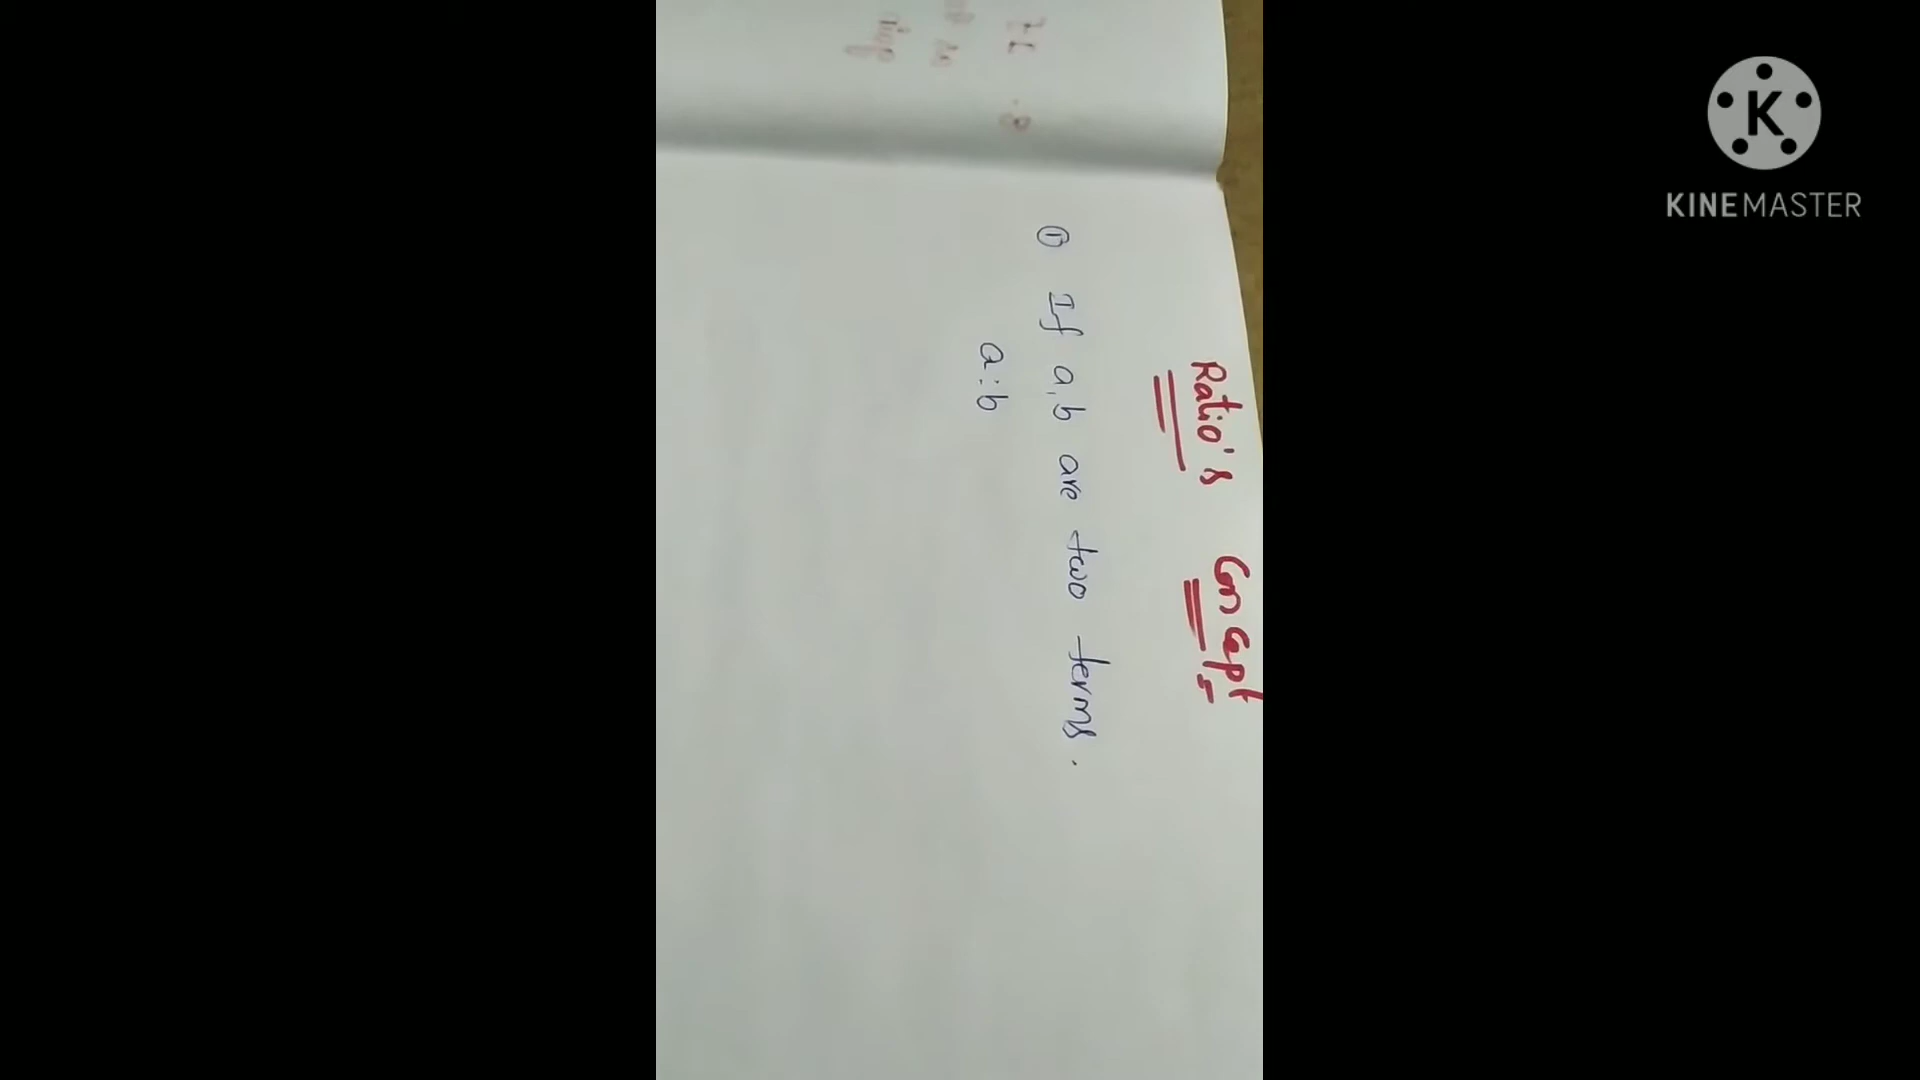 Ratio's Concept
① If a, b are two terms.
a : b
K
KINEMASTER